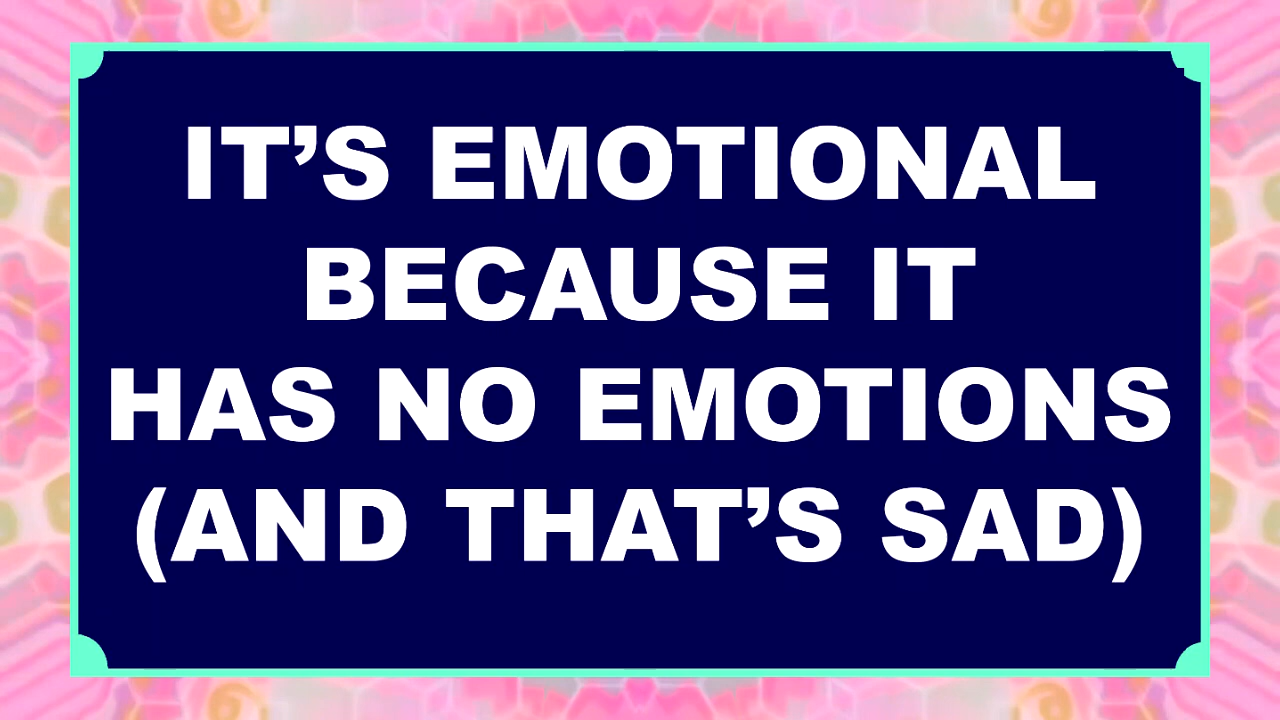 IT’S EMOTIONAL
BECAUSE IT
HAS NO EMOTIONS
(AND THAT’S SAD)